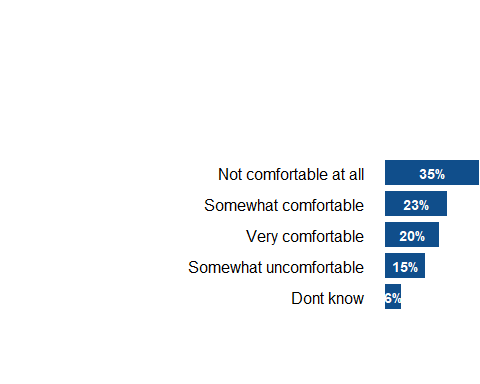 Not comfortable at all 35%
Somewhat comfortable 23%
Very comfortable 20%
Somewhat uncomfortable 15%
Dont know 6%